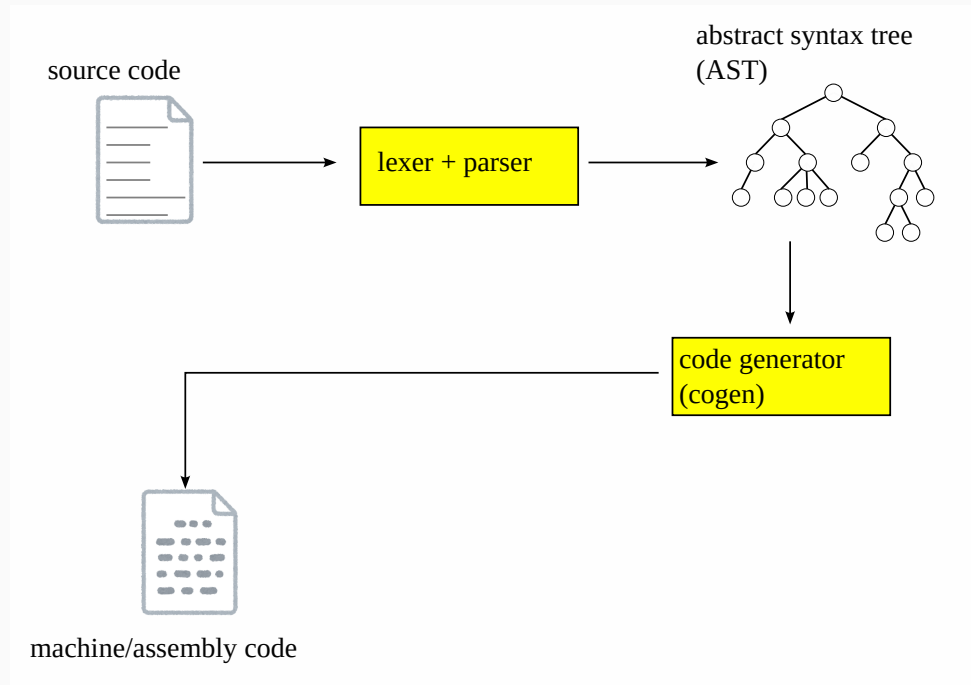 source code
abstract syntax tree
(AST)
lexer + parser
code generator
(cogen)
machine/assembly code